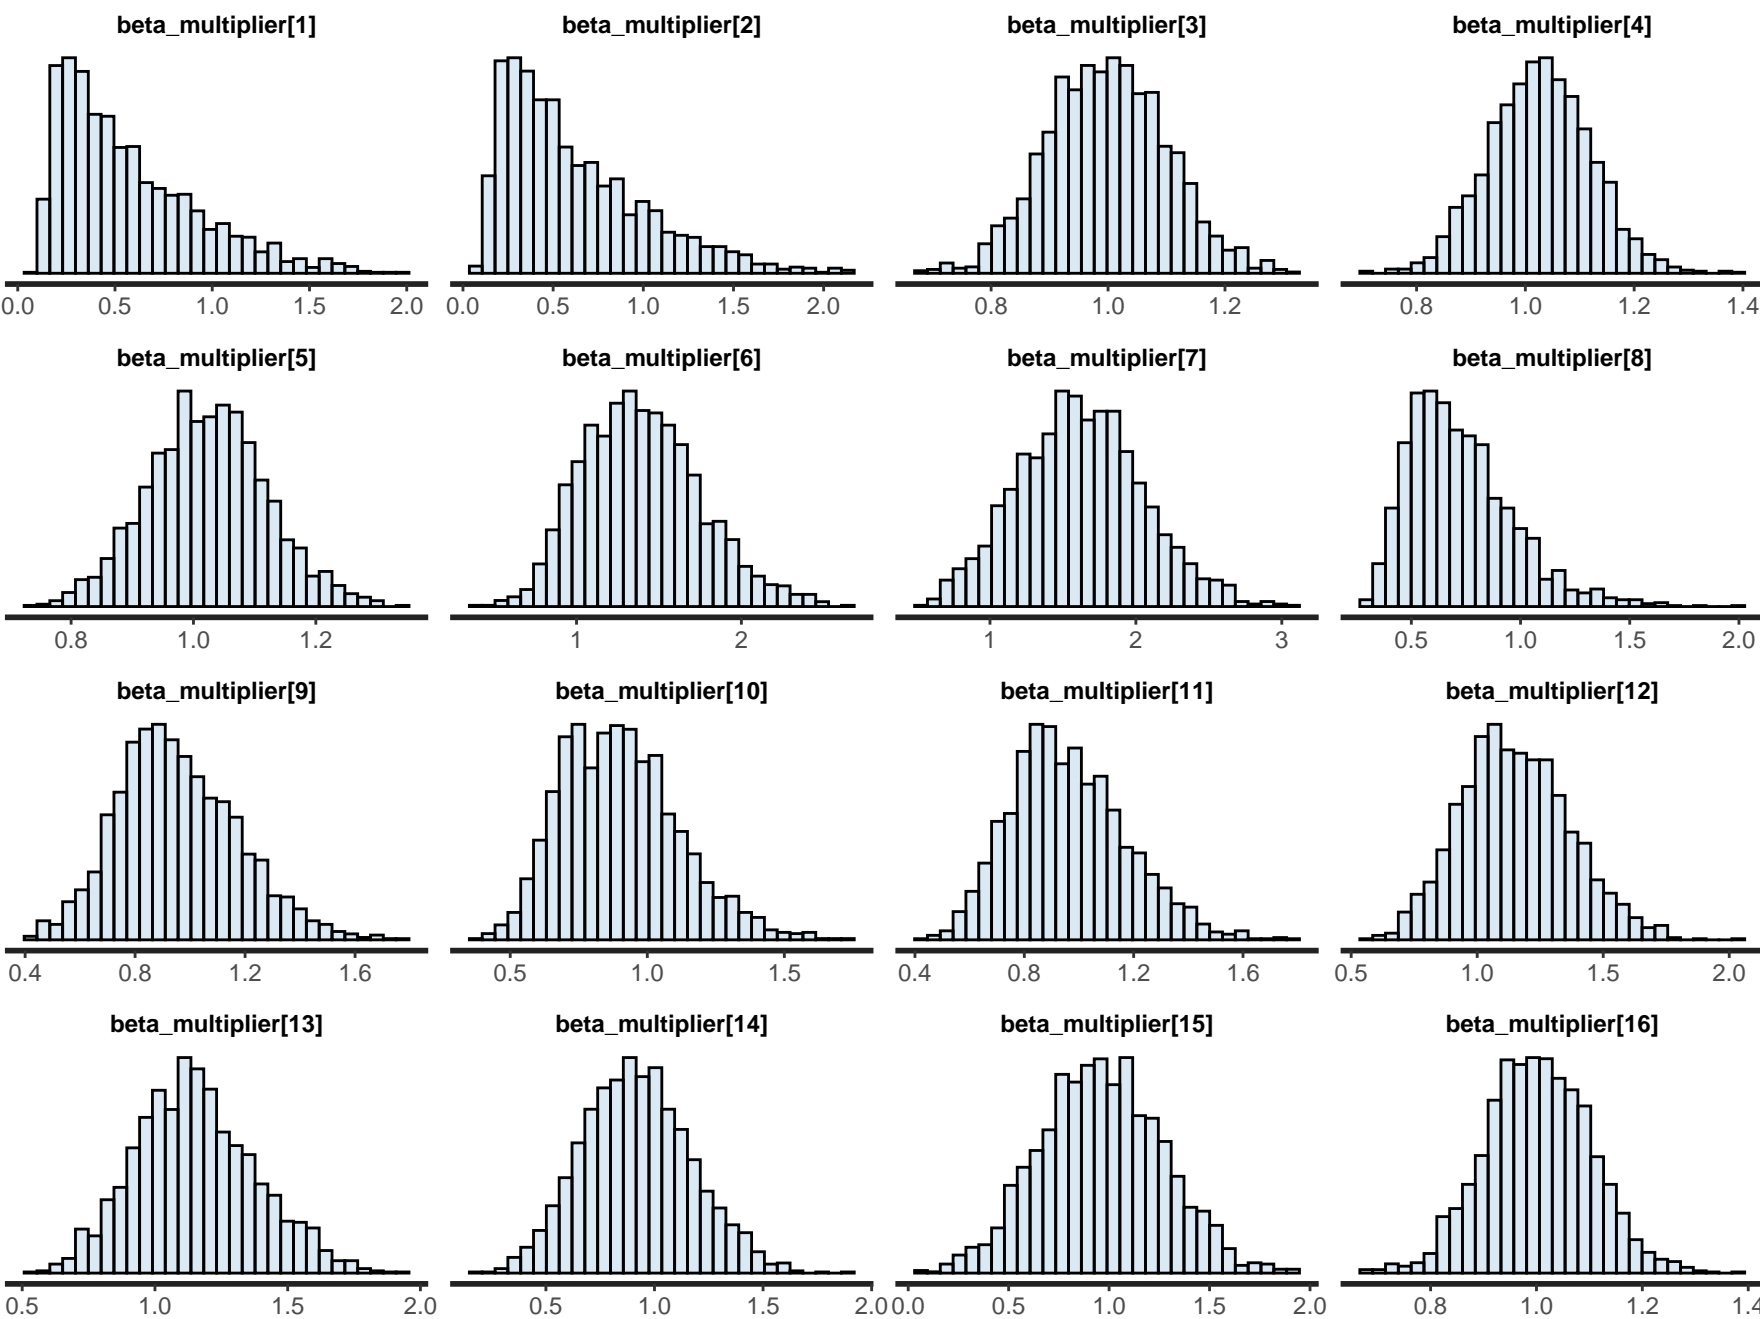 beta_multiplier[1] beta_multiplier[2] beta_multiplier[3] beta_multiplier[4]
0.0 0.5 1.0 1.5 2.0 0.0 0.5 1.0 1.5 2.0 0.8 1.0 1.2 0.8 1.0 1.2 1.4
beta_multiplier[5] beta_multiplier[6] beta_multiplier[7] beta_multiplier[8]
0.8 1.0 1.2 1 2 1 2 3 0.5 1.0 1.5 2.0
beta_multiplier[9] beta_multiplier[10] beta_multiplier[11] beta_multiplier[12]
0.4 0.8 1.2 1.6 0.5 1.0 1.5 0.4 0.8 1.2 1.6 0.5 1.0 1.5 2.0
beta_multiplier[13] beta_multiplier[14] beta_multiplier[15] beta_multiplier[16]
0.5 1.0 1.5 2.0 0.5 1.0 1.5 2.0 0.0 0.5 1.0 1.5 2.0 0.8 1.0 1.2 1.4